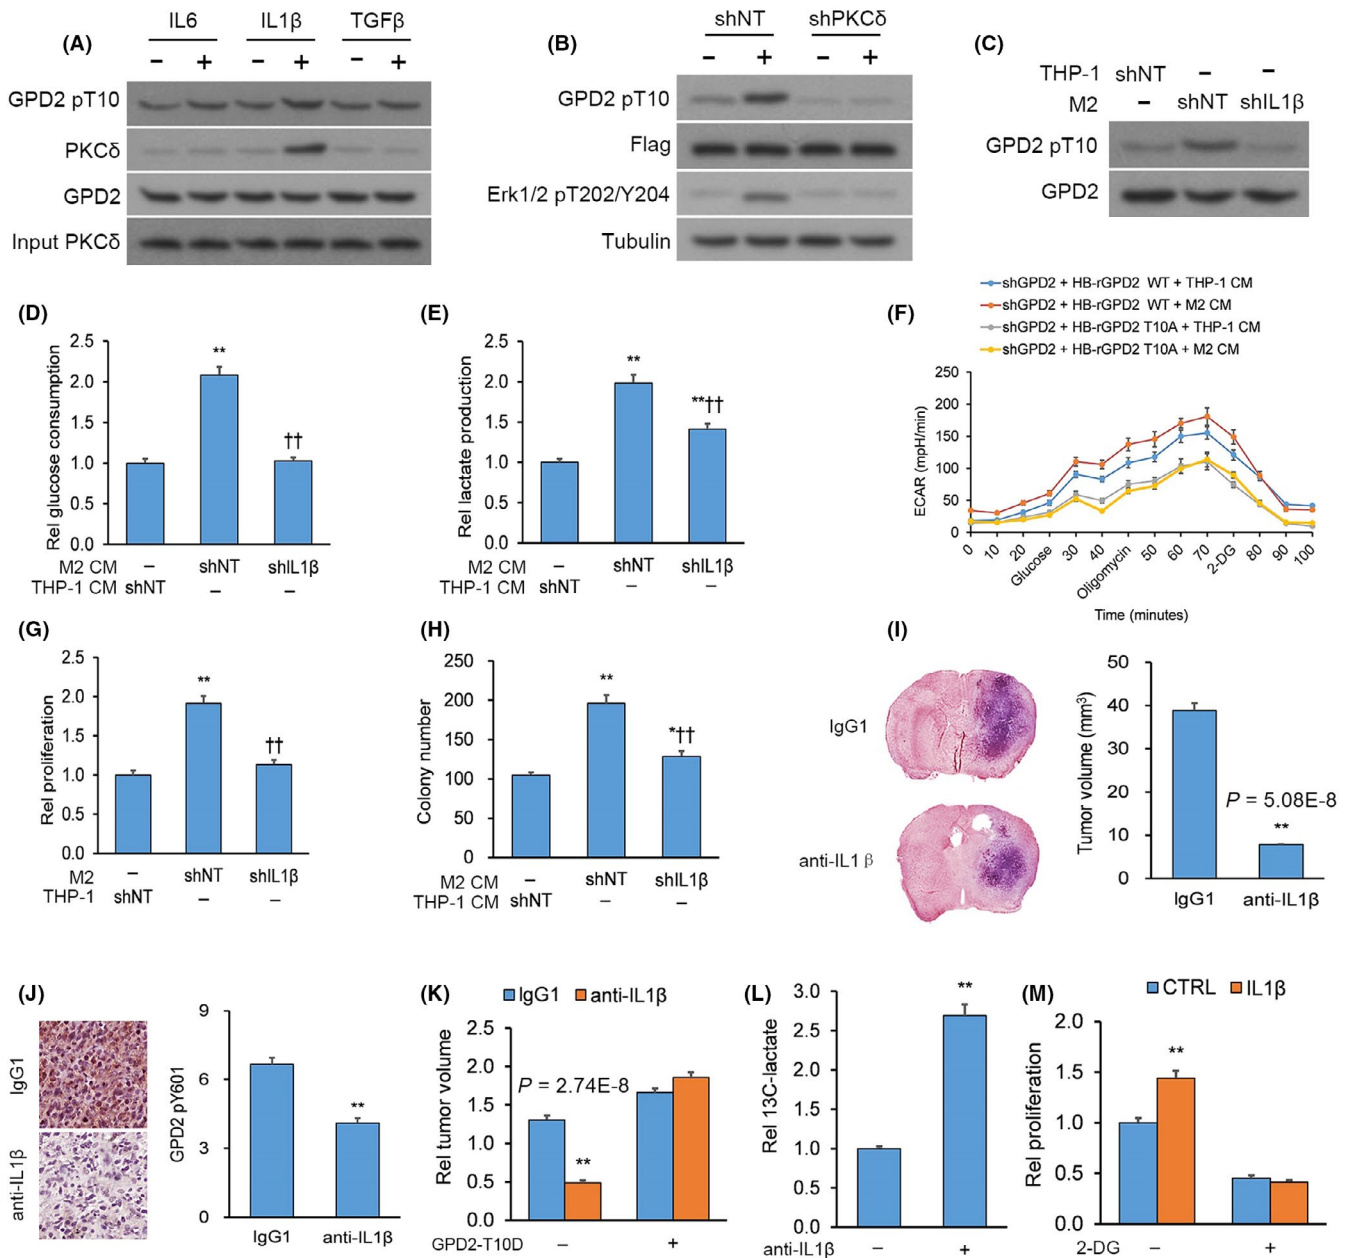 (A)
IL6 IL1β TGFβ
− + − + − +
GPD2 pT10
PKCδ
GPD2
Input PKCδ
(B)
shNT shPKCδ
− + − +
GPD2 pT10
Flag
Erk1/2 pT202/Y204
Tubulin
(C)
THP-1 shNT − −
M2 − shNT shIL1β
GPD2 pT10
GPD2
(D)
Rel glucose consumption
2.5
2.0
1.5
1.0
0.5
0.0
**
††
M2 CM − shNT shIL1β
THP-1 CM shNT − −
(E)
Rel lactate production
2.5
2.0
1.5
1.0
0.5
0.0
**
**††
M2 CM − shNT shIL1β
THP-1 CM shNT − −
(F)
shGPD2 + HB-rGPD2 WT + THP-1 CM
shGPD2 + HB-rGPD2 WT + M2 CM
shGPD2 + HB-rGPD2 T10A + THP-1 CM
shGPD2 + HB-rGPD2 T10A + M2 CM
ECAR (mpH/min)
250
200
150
100
50
0
0 10 20 Glucose 30 40 Oligomycin 50 60 70 2-DG 80 90 100
Time (minutes)
(G)
Rel proliferation
2.5
2.0
1.5
1.0
0.5
0.0
**
††
M2 − shNT shIL1β
THP-1 shNT − −
(H)
Colony number
250
200
150
100
50
0
**
*††
M2 CM − shNT shIL1β
THP-1 CM shNT − −
(I)
IgG1
anti-IL1β
Tumor volume (mm³)
50
40
30
20
10
0
P = 5.08E-8
**
IgG1 anti-IL1β
(J)
IgG1
anti-IL1β
GPD2 pY601
9
6
3
0
**
IgG1 anti-IL1β
(K)
IgG1 anti-IL1β
Rel tumor volume
2.5
2.0
1.5
1.0
0.5
0.0
P = 2.74E-8
**
GPD2-T10D − +
(L)
Rel 13C-lactate
3.0
2.5
2.0
1.5
1.0
0.5
0.0
**
anti-IL1β − +
(M)
CTRL IL1β
Rel proliferation
2.0
1.5
1.0
0.5
0.0
**
2-DG − +